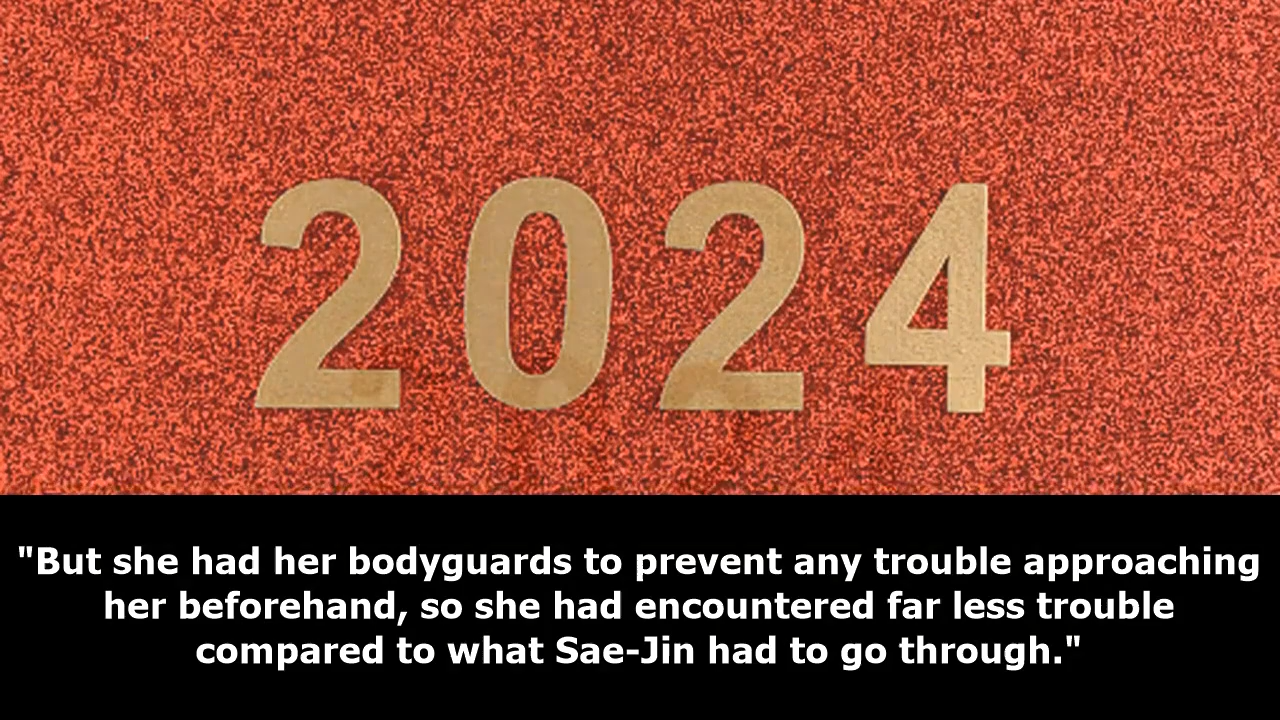 2024
"But she had her bodyguards to prevent any trouble approaching
her beforehand, so she had encountered far less trouble
compared to what Sae-Jin had to go through."